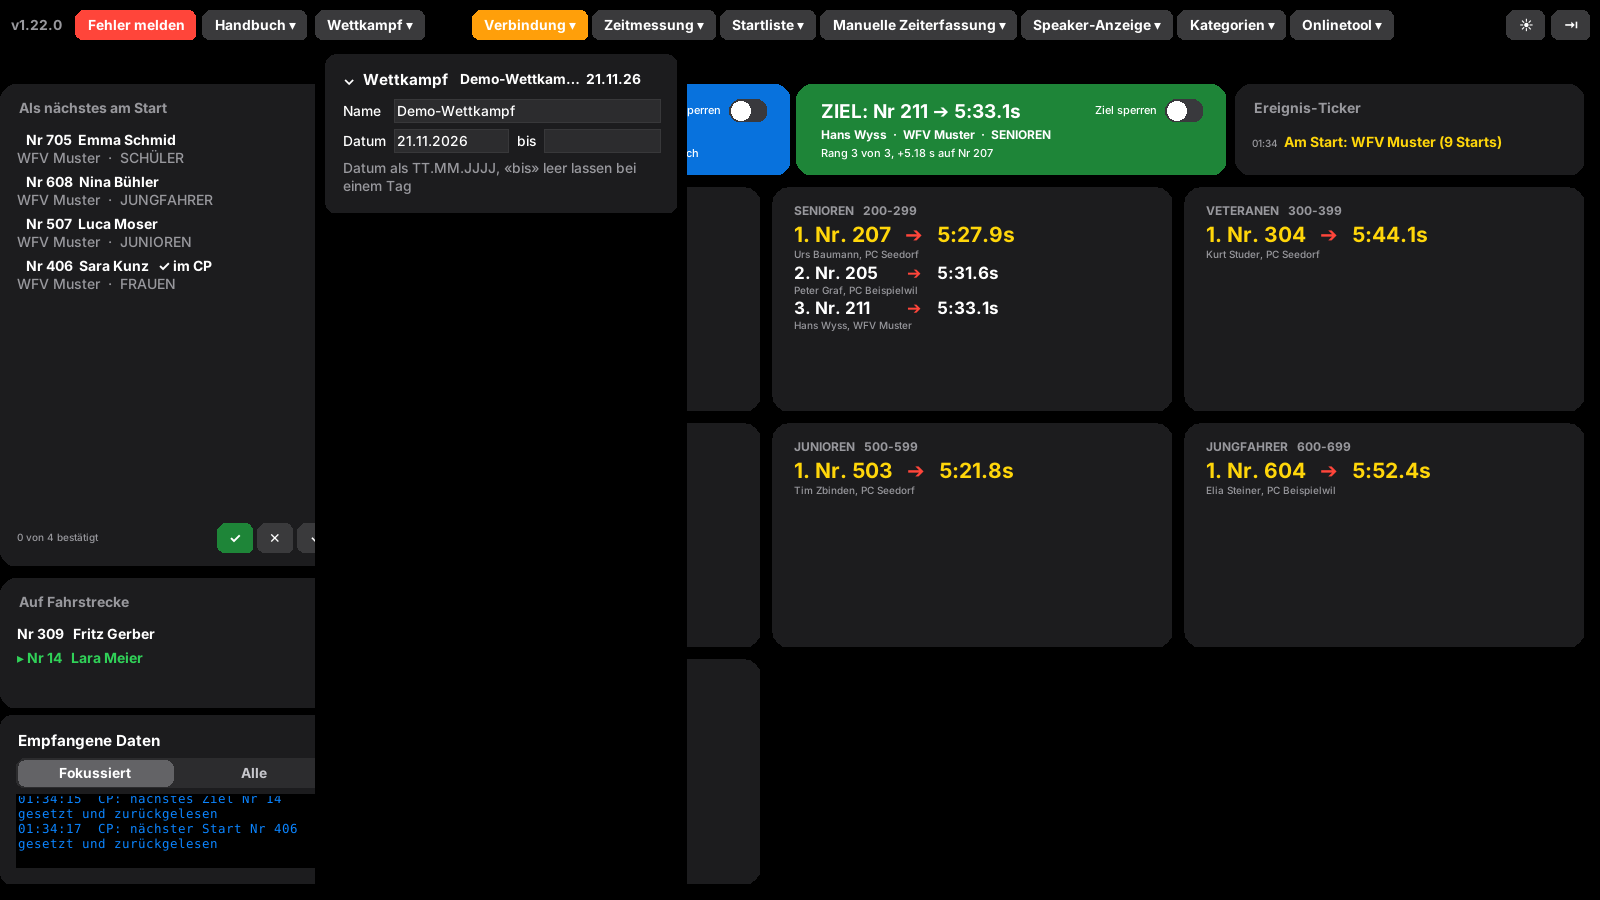 v1.22.0 Fehler melden Handbuch ▾ Wettkampf ▾ Verbindung ▾ Zeitmessung ▾ Startliste ▾ Manuelle Zeiterfassung ▾ Speaker-Anzeige ▾ Kategorien ▾ Onlinetool ▾
Wettkampf Demo-Wettkam... 21.11.26
Name Demo-Wettkampf
Datum 21.11.2026 bis
Datum als TT.MM.JJJJ, «bis» leer lassen bei
einem Tag
Als nächstes am Start
Nr 705 Emma Schmid
WFV Muster · SCHÜLER
Nr 608 Nina Bühler
WFV Muster · JUNGFAHRER
Nr 507 Luca Moser
WFV Muster · JUNIOREN
Nr 406 Sara Kunz ✓ im CP
WFV Muster · FRAUEN
0 von 4 bestätigt
Auf Fahrstrecke
Nr 309 Fritz Gerber
▸ Nr 14 Lara Meier
Empfangene Daten
Fokussiert Alle
01:34:15 CP: nächstes Ziel Nr 14
gesetzt und zurückgelesen
01:34:17 CP: nächster Start Nr 406
gesetzt und zurückgelesen
perren
ch
ZIEL: Nr 211 ➔ 5:33.1s Ziel sperren
Hans Wyss · WFV Muster · SENIOREN
Rang 3 von 3, +5.18 s auf Nr 207
Ereignis-Ticker
01:34 Am Start: WFV Muster (9 Starts)
SENIOREN 200-299
1. Nr. 207 ➔ 5:27.9s
Urs Baumann, PC Seedorf
2. Nr. 205 ➔ 5:31.6s
Peter Graf, PC Beispielwil
3. Nr. 211 ➔ 5:33.1s
Hans Wyss, WFV Muster
VETERANEN 300-399
1. Nr. 304 ➔ 5:44.1s
Kurt Studer, PC Seedorf
JUNIOREN 500-599
1. Nr. 503 ➔ 5:21.8s
Tim Zbinden, PC Seedorf
JUNGFAHRER 600-699
1. Nr. 604 ➔ 5:52.4s
Elia Steiner, PC Beispielwil